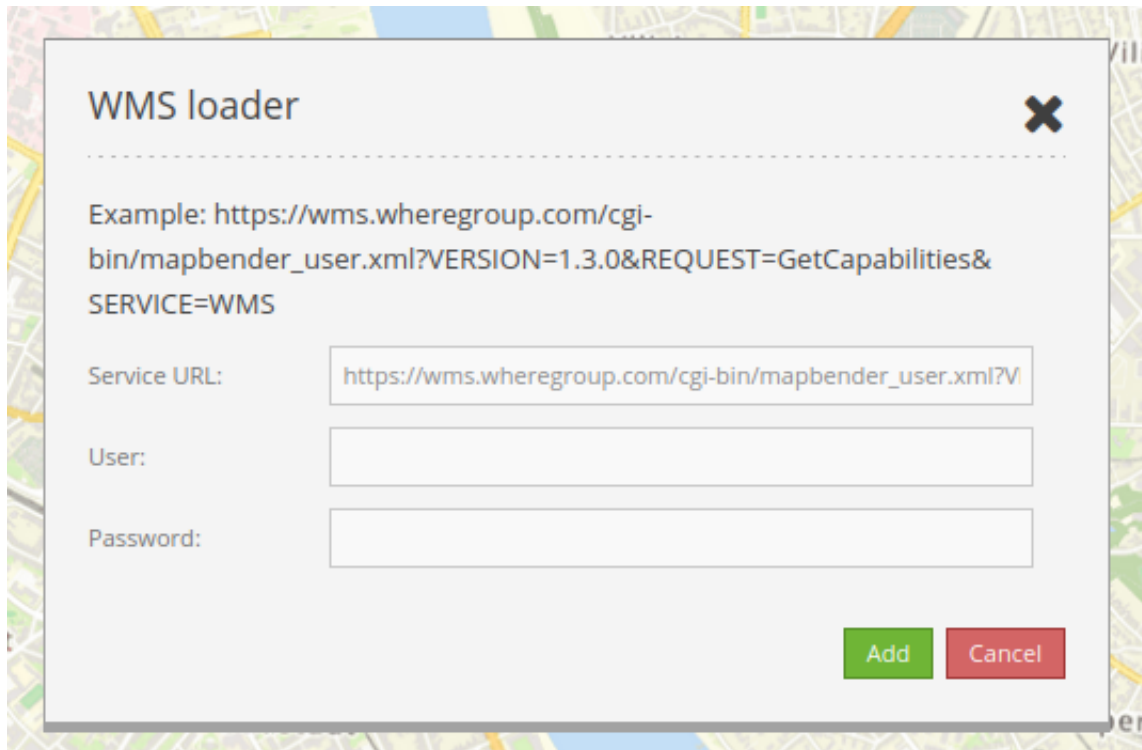 WMS loader
Example: https://wms.wheregroup.com/cgi-
bin/mapbender_user.xml?VERSION=1.3.0&REQUEST=GetCapabilities&
SERVICE=WMS
Service URL: https://wms.wheregroup.com/cgi-bin/mapbender_user.xml?V
User:
Password:
Add Cancel